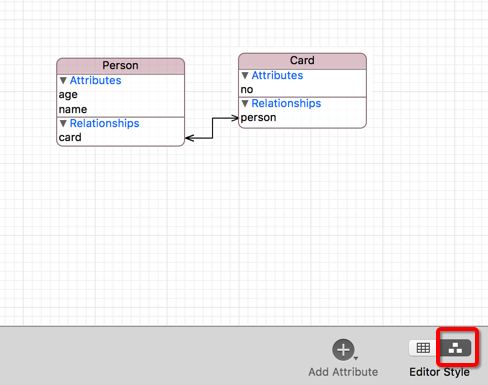 Person
▼ Attributes
age
name
▼ Relationships
card
Card
▼ Attributes
no
▼ Relationships
person
Add Attribute
Editor Style